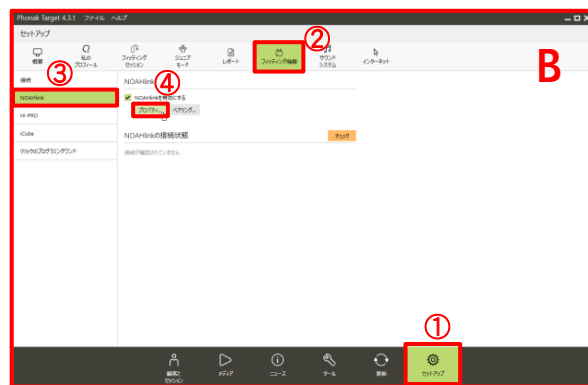 Phonak Target 4.3.1 ファイル ヘルプ
セットアップ
②
B
概要
私の
プロフィール
フィッティング
セッション
ジュニア
モード
レポート
フィッティング機器
サウンド
システム
インターネット
③
④
接続
NOAHlink
HI-PRO
iCube
リリックのプログラミングワンド
NOAHlink
NOAHlinkを有効にする
プロパティ...
ペアリング...
NOAHlinkの接続状態
チェック
接続が確認されていません
①
顧客と
セッション
メディア
ニュース
ツール
更新
セットアップ